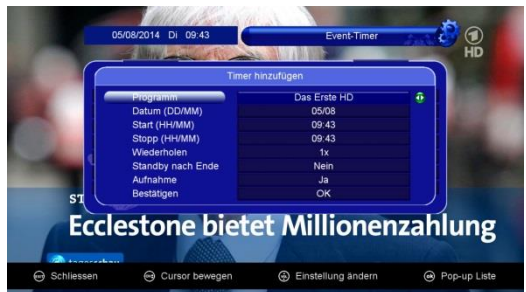 05/08/2014 Di 09:43 Event-Timer
HD
Timer hinzufügen
Programm Das Erste HD
Datum (DD/MM) 05/08
Start (HH/MM) 09:43
Stopp (HH/MM) 09:43
Wiederholen 1x
Standby nach Ende Nein
Aufnahme Ja
Bestätigen OK
ST
Ecclestone bietet Millionenzahlung
tagesschau
Schliessen Cursor bewegen Einstellung ändern Pop-up Liste